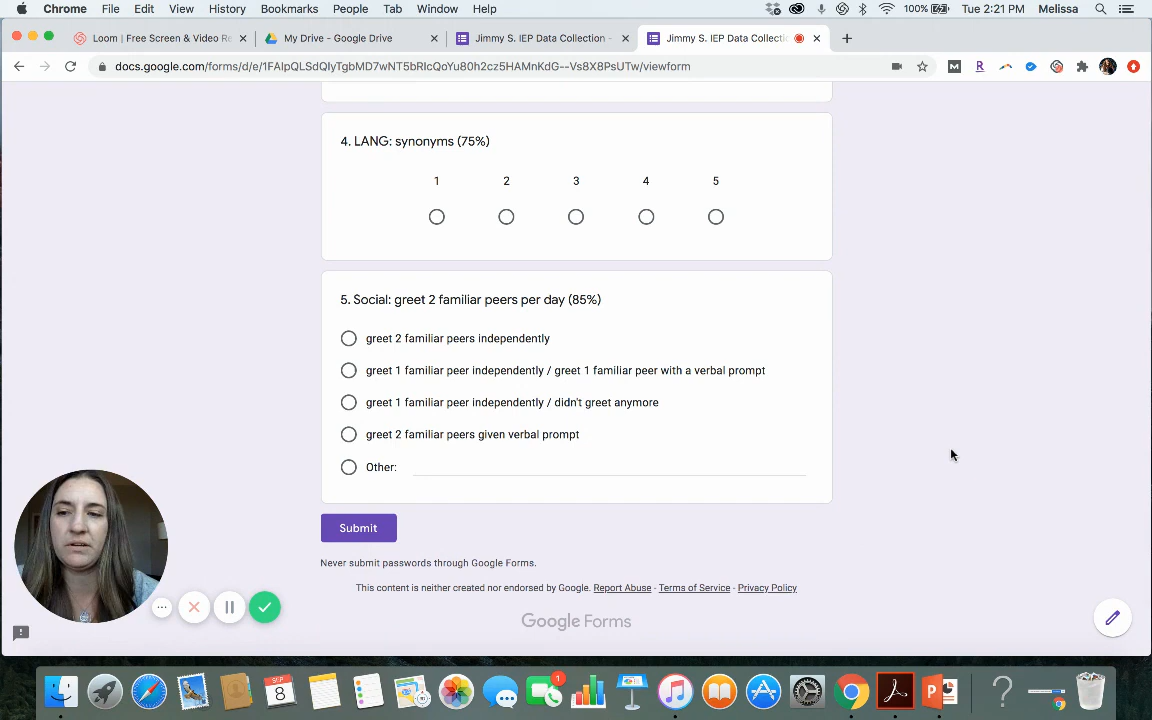 Chrome File Edit View History Bookmarks People Tab Window Help 100% Tue 2:21 PM Melissa
Loom | Free Screen & Video Re
My Drive - Google Drive
Jimmy S. IEP Data Collection -
Jimmy S. IEP Data Collecti
docs.google.com/forms/d/e/1FAIpQLSdQIyTgbMD7wNT5bRIcQoYu80h2cz5HAMnKdG--Vs8X8PsUTw/viewform
4. LANG: synonyms (75%)
1 2 3 4 5
5. Social: greet 2 familiar peers per day (85%)
greet 2 familiar peers independently
greet 1 familiar peer independently / greet 1 familiar peer with a verbal prompt
greet 1 familiar peer independently / didn't greet anymore
greet 2 familiar peers given verbal prompt
Other:
Submit
Never submit passwords through Google Forms.
This content is neither created nor endorsed by Google. Report Abuse - Terms of Service - Privacy Policy
Google Forms
SEP
8
1